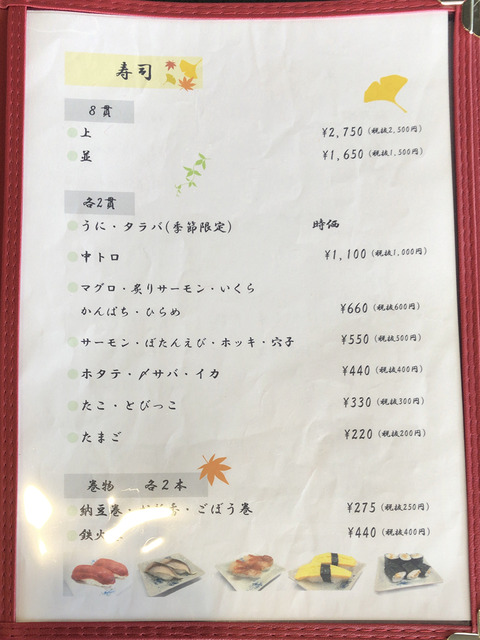 寿司
8貫
上 ¥2,750(税抜2,500円)
並 ¥1,650(税抜1,500円)
各2貫
うに・タラバ(季節限定) 時価
中トロ ¥1,100(税抜1,000円)
マグロ・炙りサーモン・いくら
かんぱち・ひらめ ¥660(税抜600円)
サーモン・ぼたんえび・ホッキ・穴子 ¥550(税抜500円)
ホタテ・〆サバ・イカ ¥440(税抜400円)
たこ・とびっこ ¥330(税抜300円)
たまご ¥220(税抜200円)
巻物 各2本
納豆巻・ ・ごぼう巻 ¥275(税抜250円)
鉄火 ¥440(税抜400円)